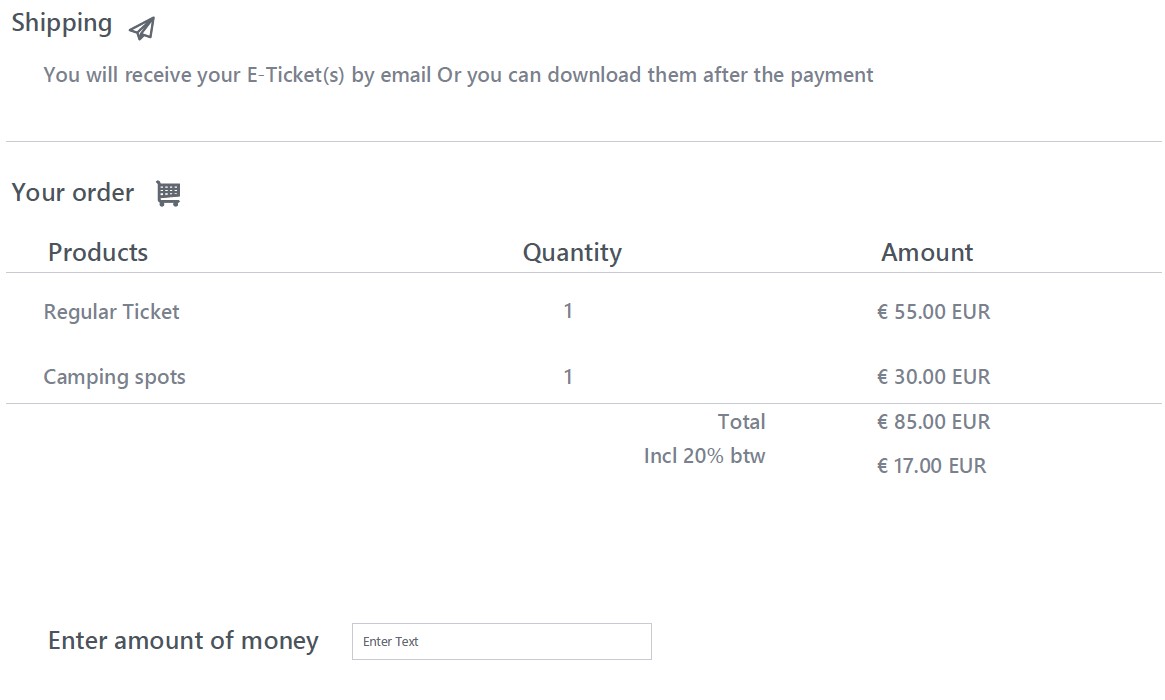 Shipping
You will receive your E-Ticket(s) by email Or you can download them after the payment
Your order
Products Quantity Amount
Regular Ticket 1 € 55.00 EUR
Camping spots 1 € 30.00 EUR
Total € 85.00 EUR
Incl 20% btw € 17.00 EUR
Enter amount of money Enter Text